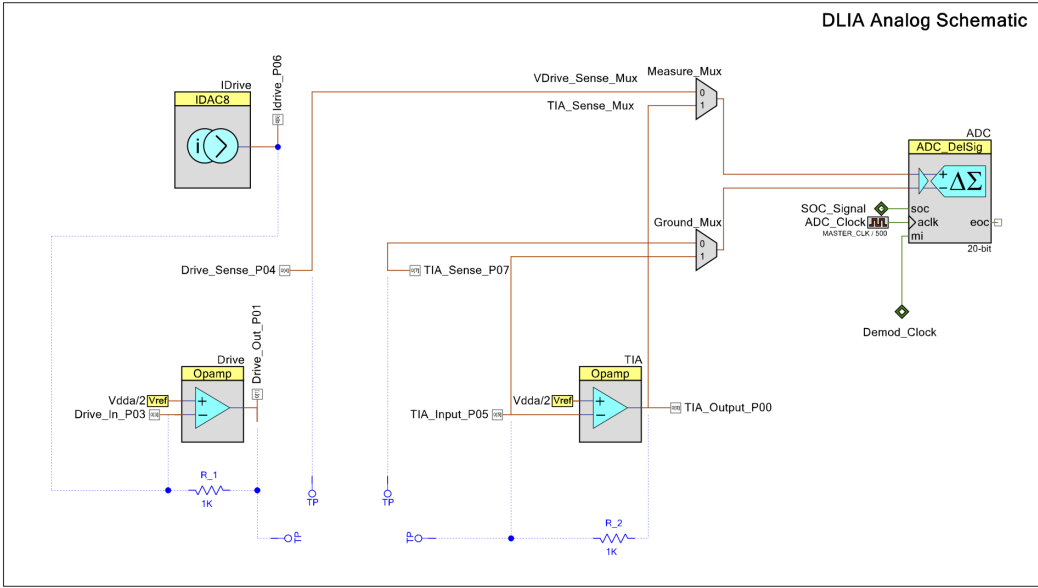 DLIA Analog Schematic
IDrive
IDAC8
i
Idrive_P06
VDrive_Sense_Mux
TIA_Sense_Mux
Measure_Mux
0
1
ADC
ADC_DelSig
+
−
ΔΣ
SOC_Signal
soc
ADC_Clock
aclk
MASTER_CLK / 500
mi
eoc
20-bit
Ground_Mux
0
1
Drive_Sense_P04
TIA_Sense_P07
Demod_Clock
Drive
Opamp
Drive_Out_P01
Vdda/2
Vref
+
Drive_In_P03
−
TIA
Opamp
Vdda/2
Vref
+
TIA_Input_P05
−
TIA_Output_P00
R_1
1K
TP
TP
TP
TP
R_2
1K